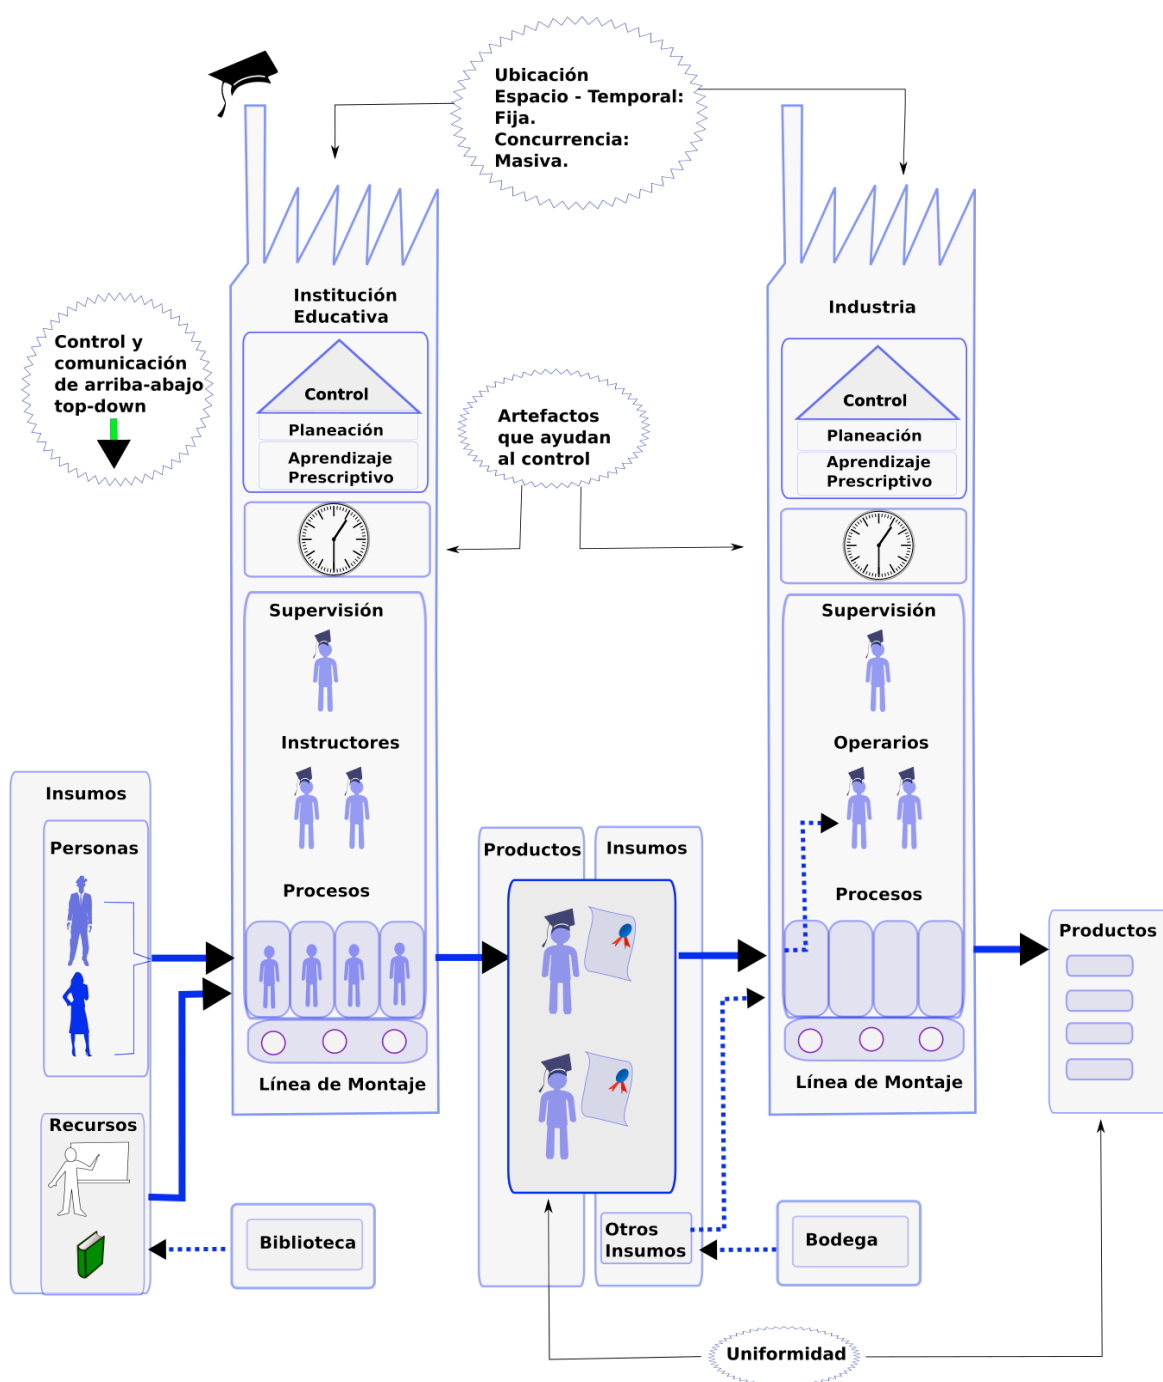 Ubicación
Espacio - Temporal:
Fija.
Concurrencia:
Masiva.
Institución
Educativa
Industria
Control y
comunicación
de arriba-abajo
top-down
Control
Planeación
Aprendizaje
Prescriptivo
Artefactos
que ayudan
al control
Control
Planeación
Aprendizaje
Prescriptivo
Supervisión
Instructores
Procesos
Línea de Montaje
Supervisión
Operarios
Procesos
Línea de Montaje
Insumos
Personas
Recursos
Biblioteca
Productos
Insumos
Otros
Insumos
Bodega
Productos
Uniformidad